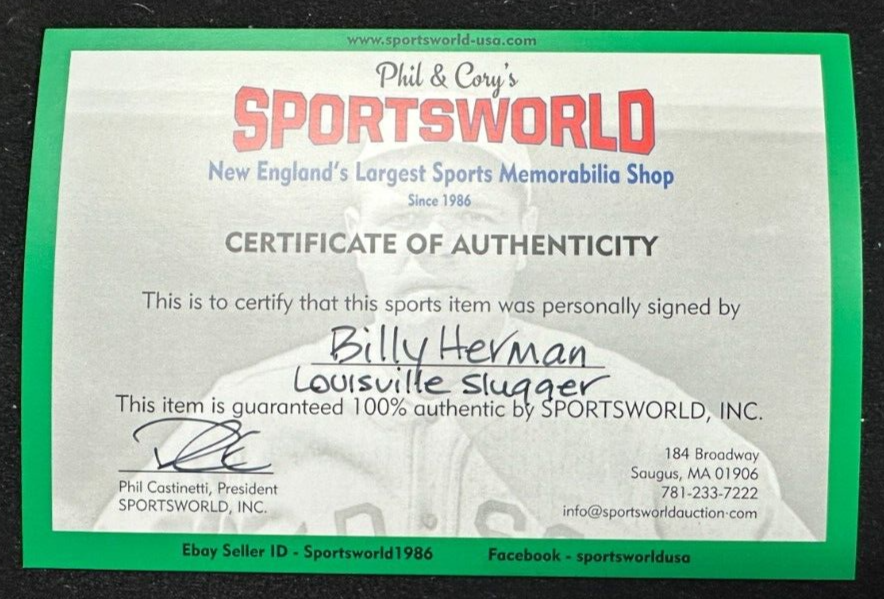 www.sportsworld-usa.com
Phil & Cory's
SPORTSWORLD
New England's Largest Sports Memorabilia Shop
Since 1986
CERTIFICATE OF AUTHENTICITY
This is to certify that this sports item was personally signed by
Billy Herman
Louisville Slugger
This item is guaranteed 100% authentic by SPORTSWORLD, INC.
Phil Castinetti, President
SPORTSWORLD, INC.
184 Broadway
Saugus, MA 01906
781-233-7222
info@sportsworldauction.com
Ebay Seller ID - Sportsworld1986
Facebook - sportsworldusa